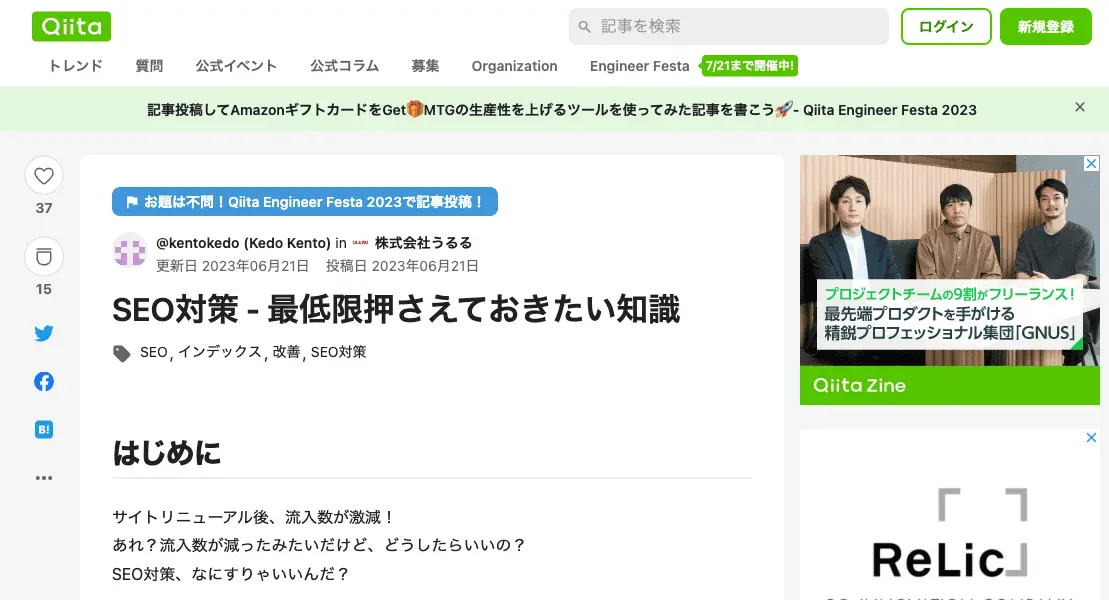 Qiita
記事を検索
ログイン
新規登録
トレンド 質問 公式イベント 公式コラム 募集 Organization Engineer Festa 7/21まで開催中!
記事投稿してAmazonギフトカードをGet🎁MTGの生産性を上げるツールを使ってみた記事を書こう🚀- Qiita Engineer Festa 2023
37
15
B!
お題は不問！Qiita Engineer Festa 2023で記事投稿！
@kentokedo (Kedo Kento) in ULURU 株式会社うるる
更新日 2023年06月21日 投稿日 2023年06月21日
SEO対策 - 最低限押さえておきたい知識
SEO, インデックス, 改善, SEO対策
はじめに
サイトリニューアル後、流入数が激減！
あれ？流入数が減ったみたいだけど、どうしたらいいの？
SEO対策、なにすりゃいいんだ？
プロジェクトチームの9割がフリーランス！
最先端プロダクトを手がける
精鋭プロフェッショナル集団「GNUS」
Qiita Zine
ReLic